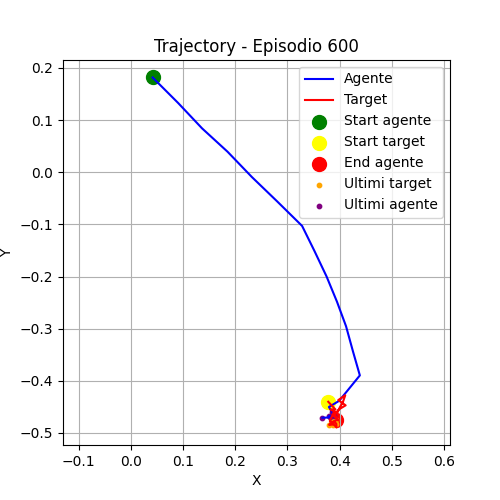 Trajectory - Episodio 600
0.2
0.1
0.0
−0.1
−0.2
−0.3
−0.4
−0.5
Y
Agente
Target
Start agente
Start target
End agente
Ultimi target
Ultimi agente
−0.1 0.0 0.1 0.2 0.3 0.4 0.5 0.6
X